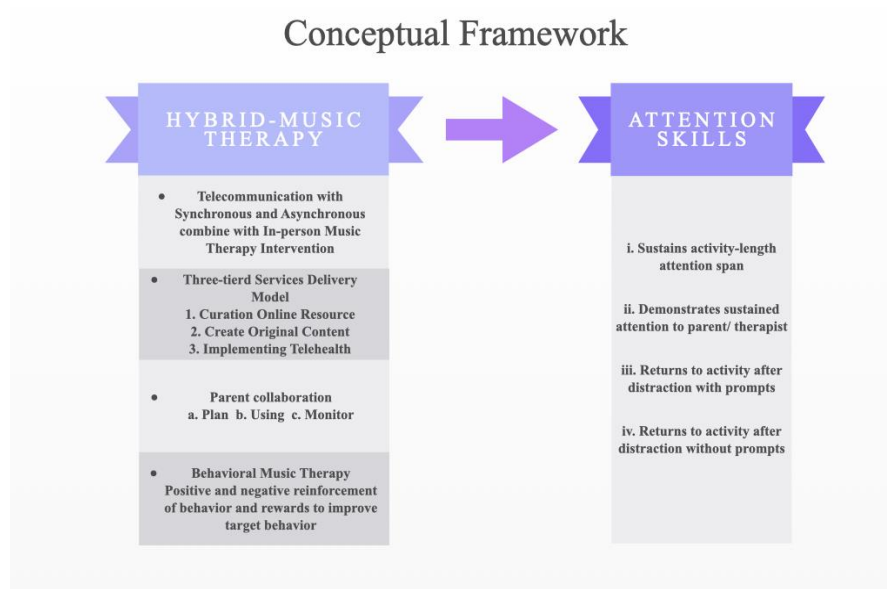 Conceptual Framework
HYBRID-MUSIC
THERAPY
• Telecommunication with
Synchronous and Asynchronous
combine with In-person Music
Therapy Intervention
• Three-tierd Services Delivery
Model
1. Curation Online Resource
2. Create Original Content
3. Implementing Telehealth
• Parent collaboration
a. Plan b. Using c. Monitor
• Behavioral Music Therapy
Positive and negative reinforcement
of behavior and rewards to improve
target behavior
ATTENTION
SKILLS
i. Sustains activity-length
attention span
ii. Demonstrates sustained
attention to parent/ therapist
iii. Returns to activity after
distraction with prompts
iv. Returns to activity after
distraction without prompts